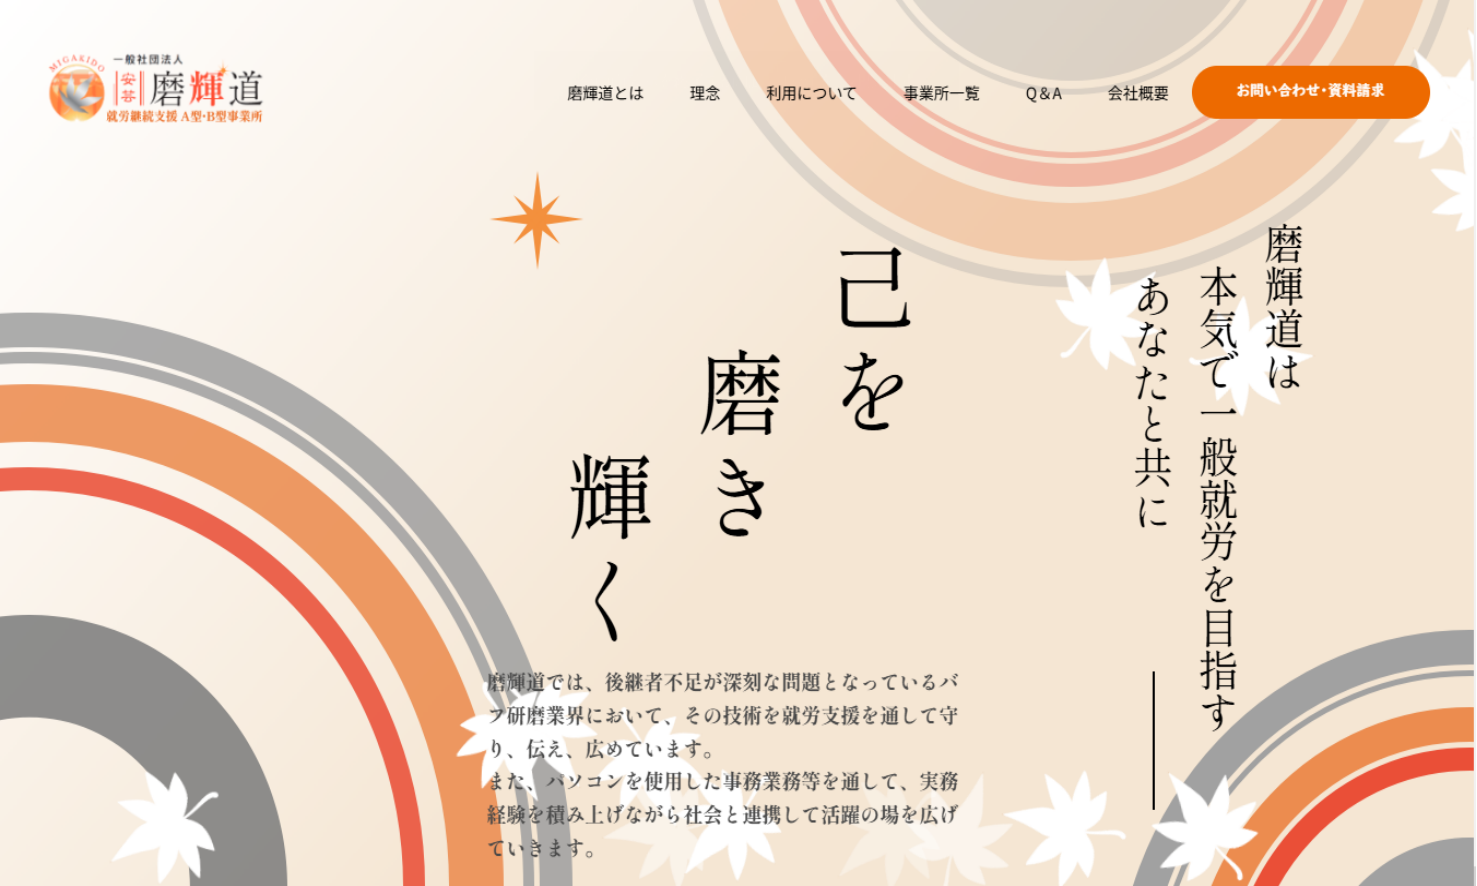 MIGAKIDO
一般社団法人
安芸
磨輝道
就労継続支援 A型・B型事業所
磨輝道とは
理念
利用について
事業所一覧
Q&A
会社概要
お問い合わせ・資料請求
磨輝道は
本気で一般就労を目指す
あなたと共に
己を
磨き
輝く
磨輝道では、後継者不足が深刻な問題となっているバ
フ研磨業界において、その技術を就労支援を通して守
り、伝え、広めています。
また、パソコンを使用した事務業務等を通して、実務
経験を積み上げながら社会と連携して活躍の場を広げ
ていきます。